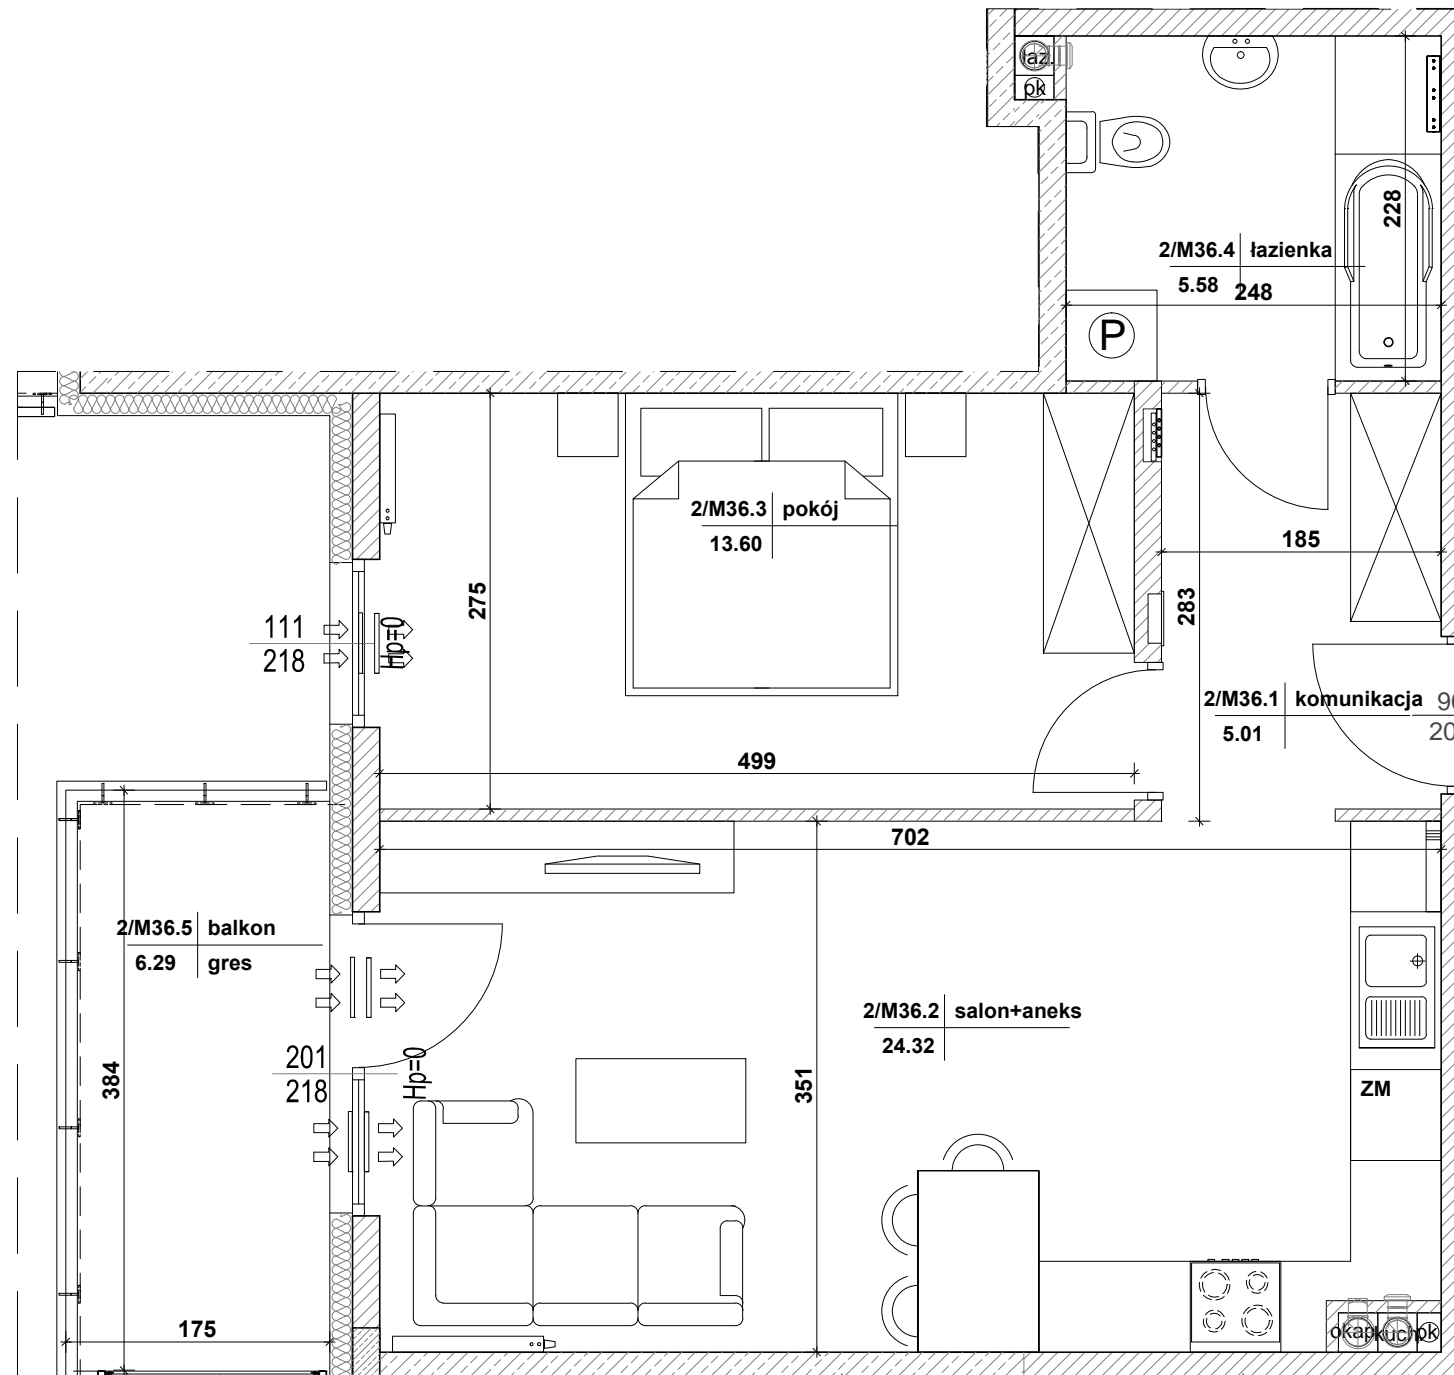 łaz.
pk
228
2/M36.4 łazienka
5.58
248
P
2/M36.3 pokój
13.60
275
185
283
111
218
Hp=0
2/M36.1 komunikacja
5.01
499
702
2/M36.5 balkon
6.29 gres
2/M36.2 salon+aneks
24.32
201
218
Hp=0
384
351
ZM
175
okap
kuch
pk